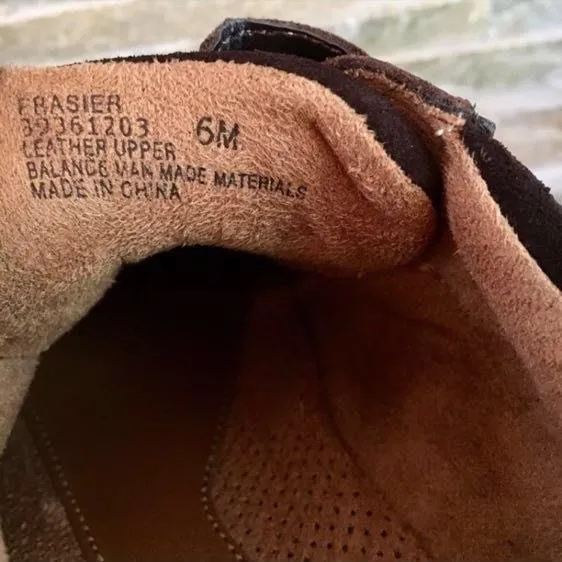 FRASIER
39361203 6M
LEATHER UPPER
BALANCE MAN MADE MATERIALS
MADE IN CHINA